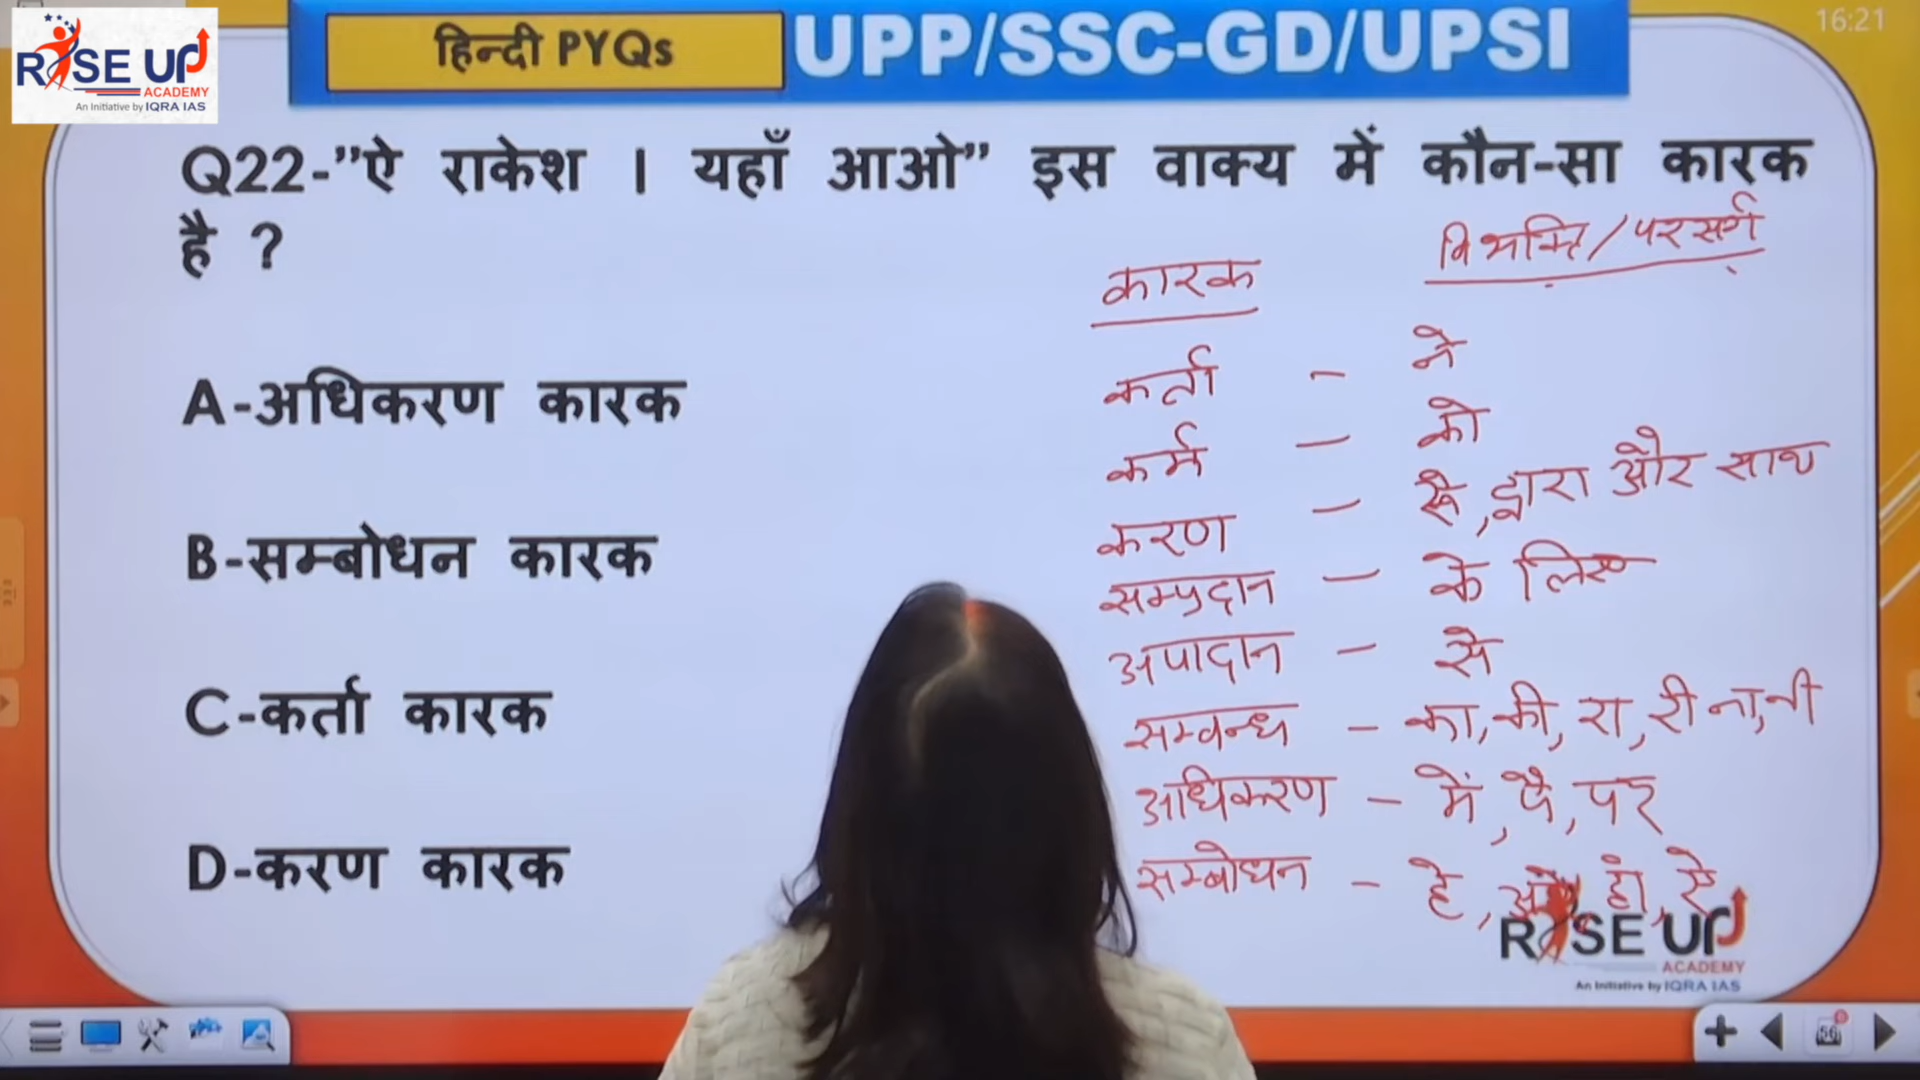 RISE UP
ACADEMY
An Initiative by IQRA IAS
हिन्दी PYQs
UPP/SSC-GD/UPSI
16:21
Q22-”ऐ राकेश । यहाँ आओ” इस वाक्य में कौन-सा कारक
है ?
A-अधिकरण कारक
B-सम्बोधन कारक
C-कर्ता कारक
D-करण कारक
कारक विभक्ति/परसर्ग
कर्ता – ने
कर्म – को
करण – से, द्वारा और साथ
सम्प्रदान – के लिए
अपादान – से
सम्बन्ध – का, की, रा, री ना, नी
अधिकरण – में, पे, पर
सम्बोधन – हे, हो, ऐ
RISE UP
ACADEMY
An Initiative by IQRA IAS
56